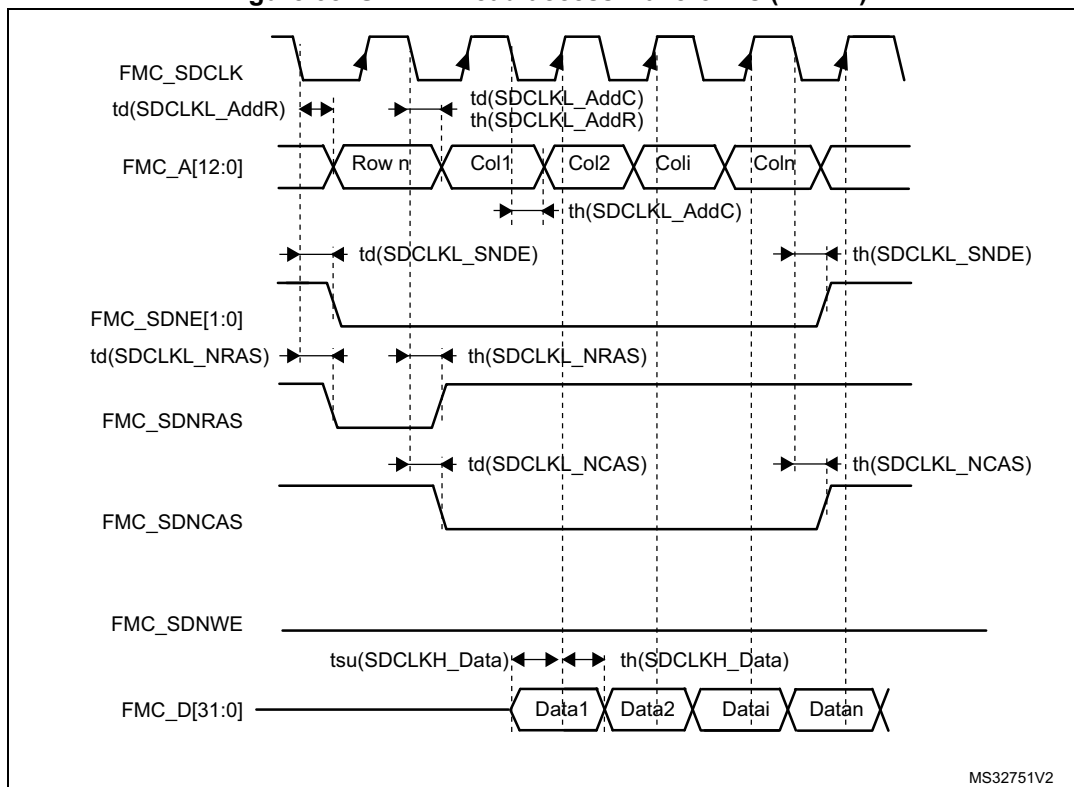 FMC_SDCLK
td(SDCLKL_AddR)
td(SDCLKL_AddC)
th(SDCLKL_AddR)
FMC_A[12:0]
Row n
Col1
Col2
Coli
Coln
th(SDCLKL_AddC)
td(SDCLKL_SNDE)
th(SDCLKL_SNDE)
FMC_SDNE[1:0]
td(SDCLKL_NRAS)
th(SDCLKL_NRAS)
FMC_SDNRAS
td(SDCLKL_NCAS)
th(SDCLKL_NCAS)
FMC_SDNCAS
FMC_SDNWE
tsu(SDCLKH_Data)
th(SDCLKH_Data)
FMC_D[31:0]
Data1
Data2
Datai
Datan
MS32751V2